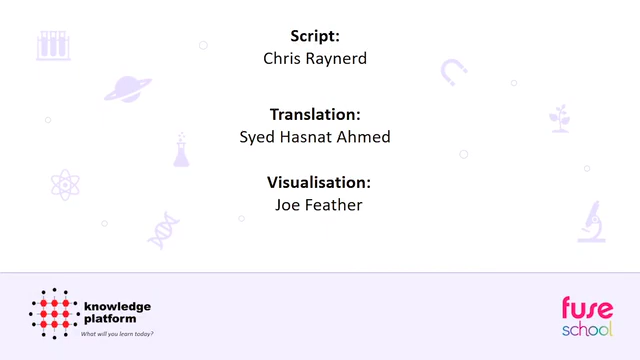 Script:
Chris Raynerd
Translation:
Syed Hasnat Ahmed
Visualisation:
Joe Feather
knowledge
platform
What will you learn today?
fuse
school